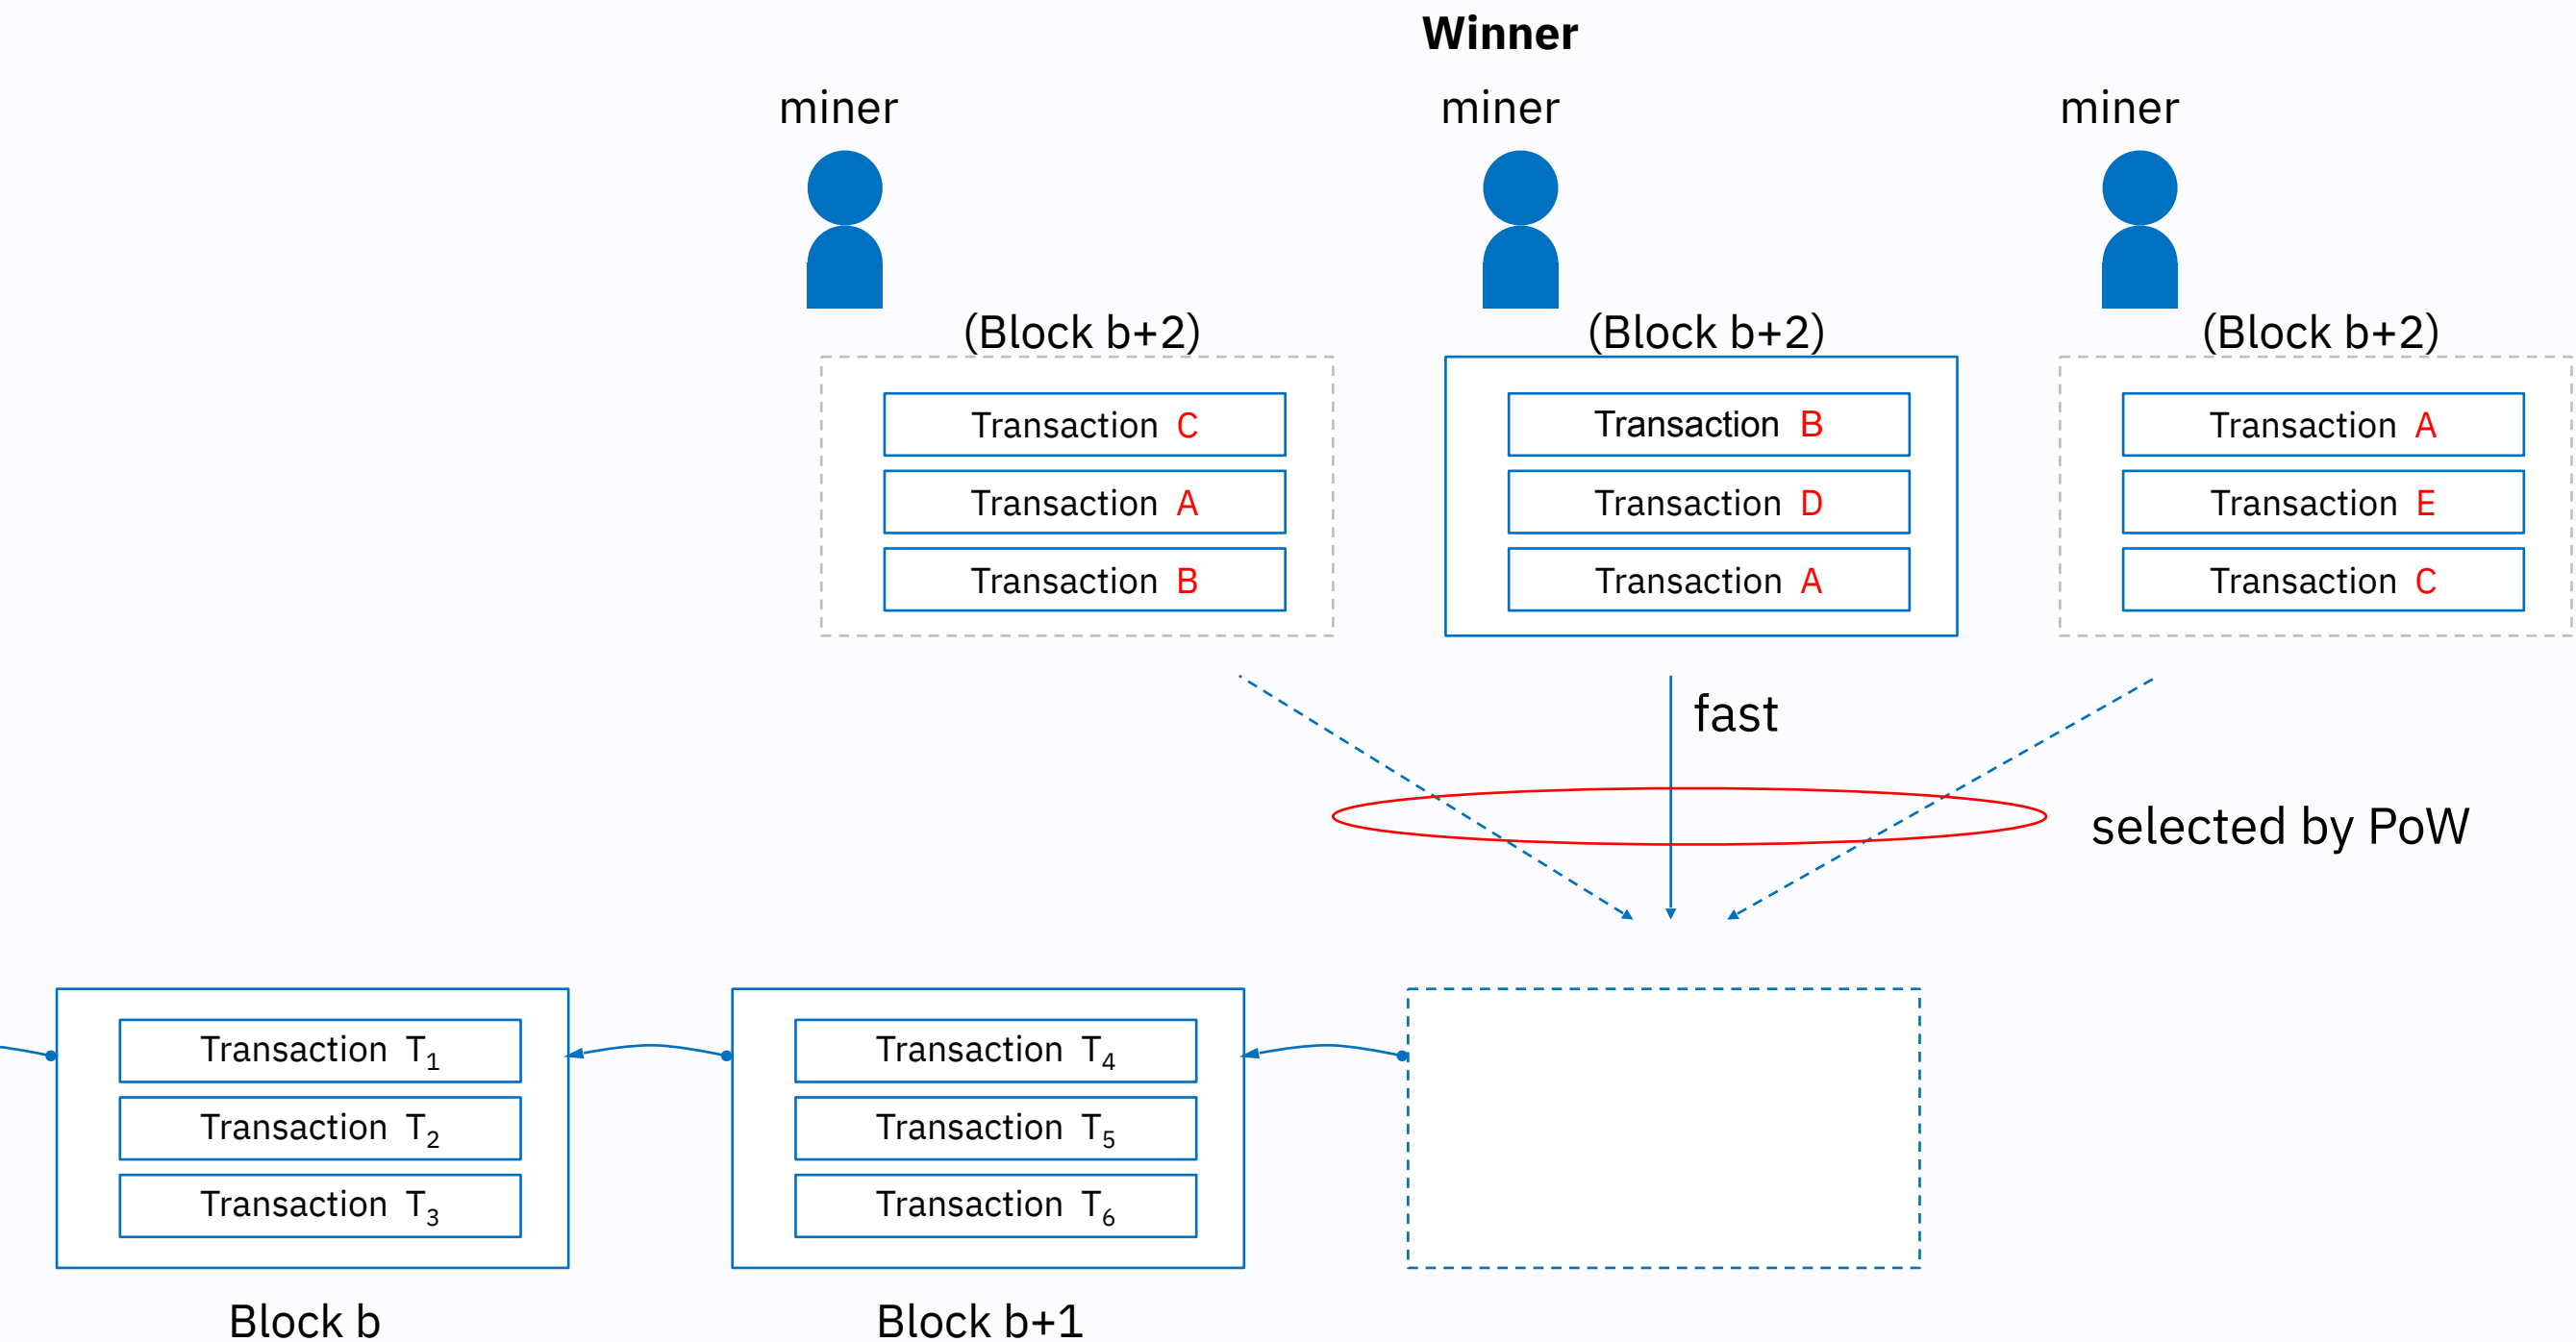 Winner
miner
miner
miner
(Block b+2)
(Block b+2)
(Block b+2)
Transaction C
Transaction A
Transaction B
Transaction B
Transaction D
Transaction A
Transaction A
Transaction E
Transaction C
fast
selected by PoW
Transaction T₁
Transaction T₂
Transaction T₃
Transaction T₄
Transaction T₅
Transaction T₆
Block b
Block b+1